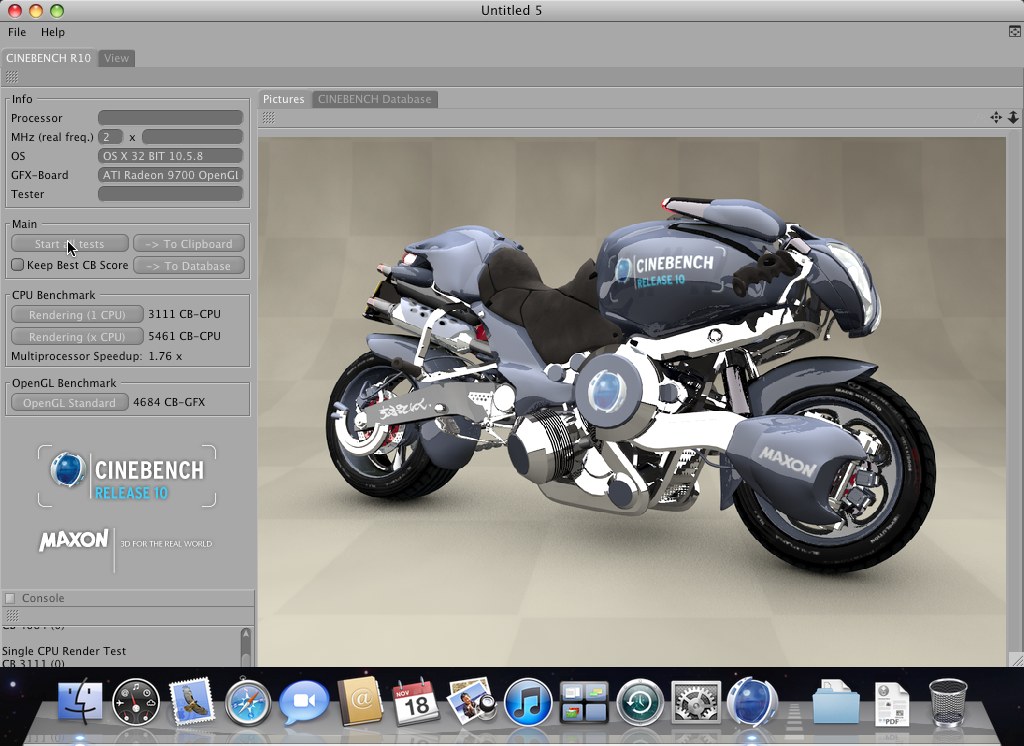 Untitled 5
File Help
CINEBENCH R10 View
Info
Processor
MHz (real freq.) 2 x
OS OS X 32 BIT 10.5.8
GFX-Board ATI Radeon 9700 OpenGL
Tester
Main
Start tests -> To Clipboard
Keep Best CB Score -> To Database
CPU Benchmark
Rendering (1 CPU) 3111 CB-CPU
Rendering (x CPU) 5461 CB-CPU
Multiprocessor Speedup: 1.76 x
OpenGL Benchmark
OpenGL Standard 4684 CB-GFX
CINEBENCH
RELEASE 10
MAXON 3D FOR THE REAL WORLD
Console
Single CPU Render Test
CB 3111 (0)
Pictures CINEBENCH Database
CINEBENCH
RELEASE 10
MAXON
NOV
18
PDF